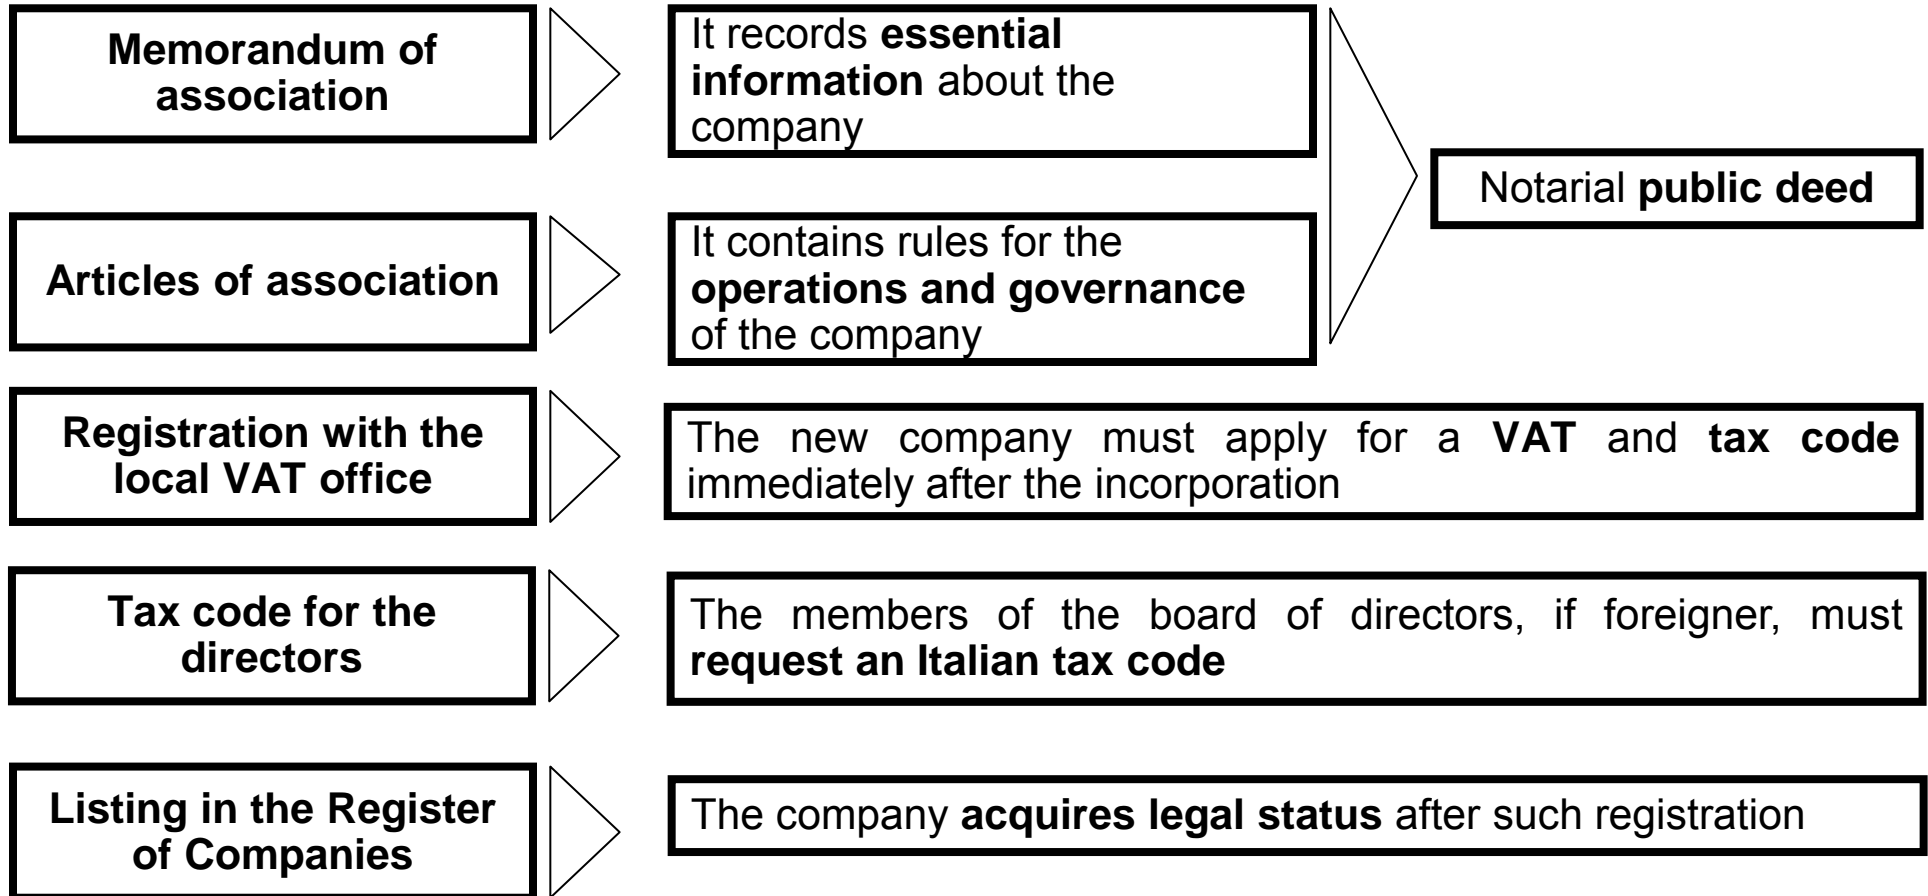 Memorandum of
association
It records essential
information about the
company
Notarial public deed
Articles of association
It contains rules for the
operations and governance
of the company
Registration with the
local VAT office
The new company must apply for a VAT and tax code
immediately after the incorporation
Tax code for the
directors
The members of the board of directors, if foreigner, must
request an Italian tax code
Listing in the Register
of Companies
The company acquires legal status after such registration